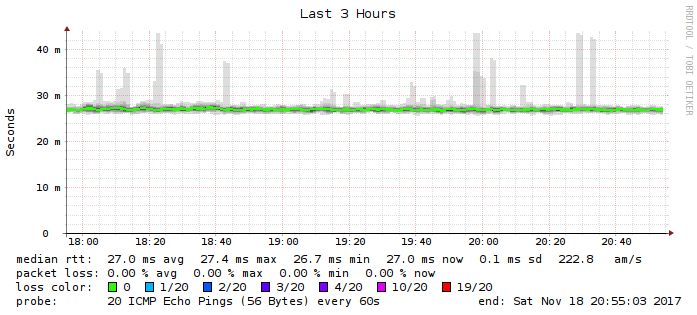 Last 3 Hours
RRDTOOL / TOBI OETIKER
Seconds
40 m
30 m
20 m
10 m
0
18:00 18:20 18:40 19:00 19:20 19:40 20:00 20:20 20:40
median rtt: 27.0 ms avg 27.4 ms max 26.7 ms min 27.0 ms now 0.1 ms sd 222.8 am/s
packet loss: 0.00 % avg 0.00 % max 0.00 % min 0.00 % now
loss color: 0 1/20 2/20 3/20 4/20 10/20 19/20
probe: 20 ICMP Echo Pings (56 Bytes) every 60s end: Sat Nov 18 20:55:03 2017